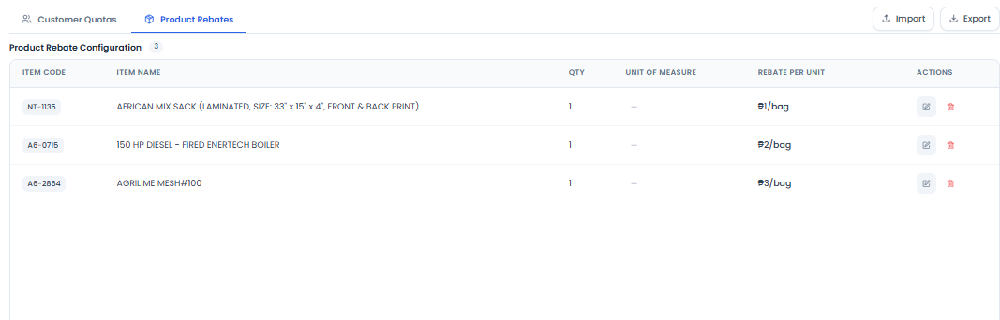 Customer Quotas Product Rebates Import Export
Product Rebate Configuration 3
ITEM CODE ITEM NAME QTY UNIT OF MEASURE REBATE PER UNIT ACTIONS
NT-1135 AFRICAN MIX SACK (LAMINATED, SIZE: 33" x 15" x 4", FRONT & BACK PRINT) 1 — ₱1/bag
A6-0715 150 HP DIESEL - FIRED ENERTECH BOILER 1 — ₱2/bag
A6-2864 AGRILIME MESH#100 1 — ₱3/bag